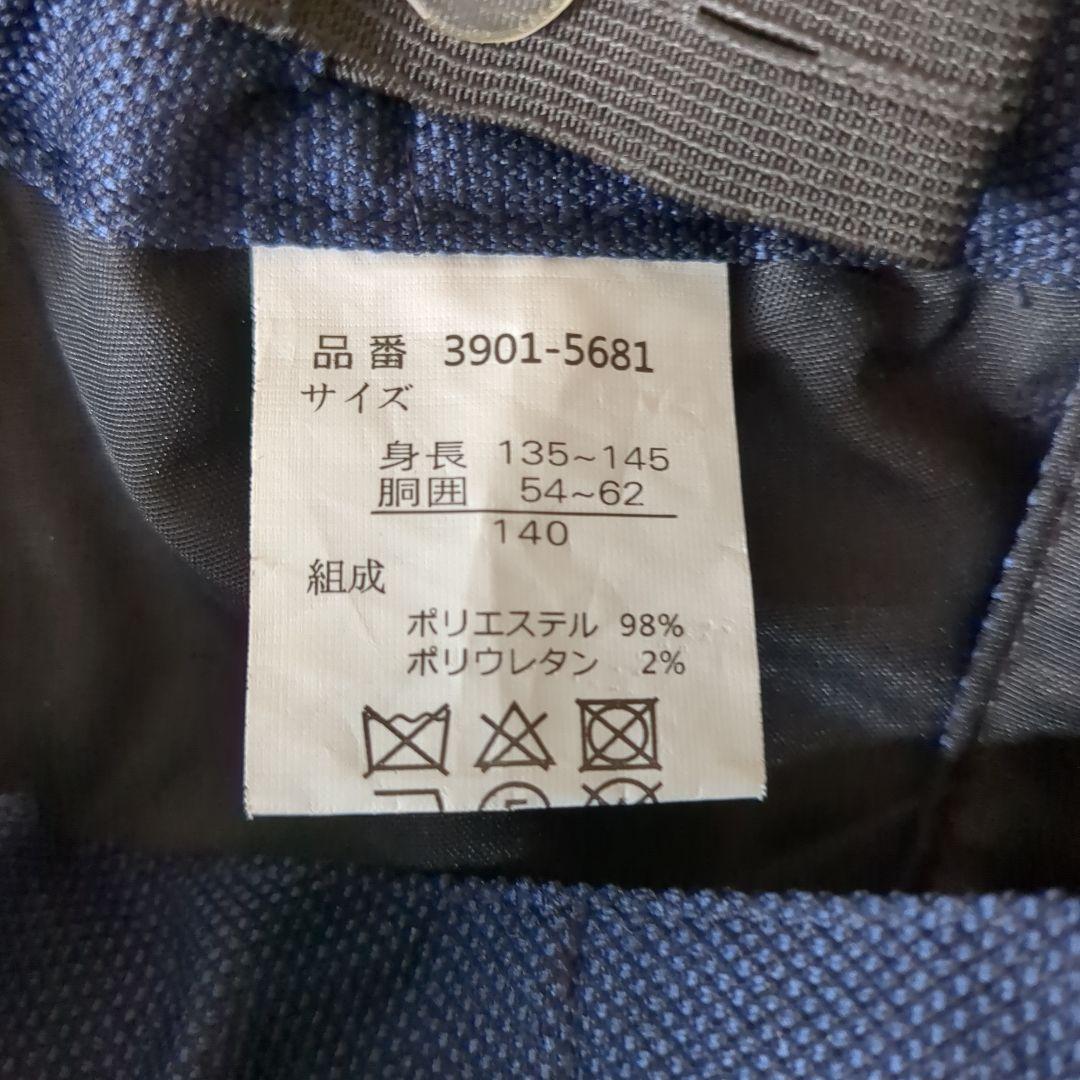 品番 3901-5681
サイズ
身長 135~145
胴囲 54~62
140
組成
ポリエステル 98%
ポリウレタン 2%